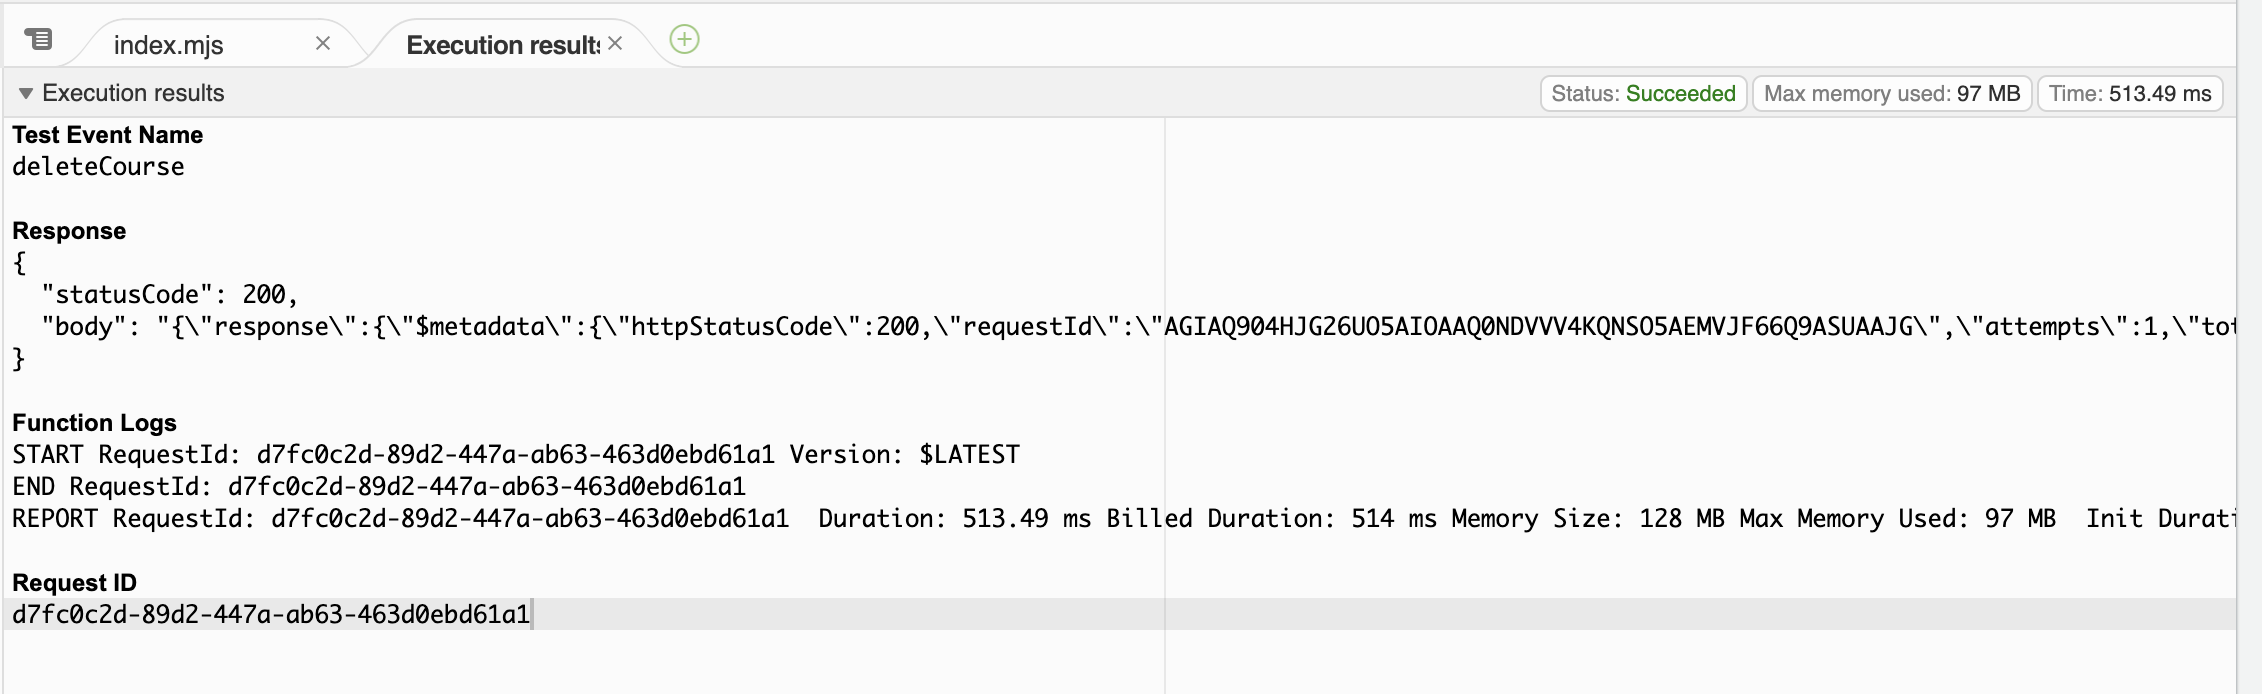 index.mjs
Execution results
Execution results
Status: Succeeded Max memory used: 97 MB Time: 513.49 ms
Test Event Name
deleteCourse
Response
{
"statusCode": 200,
"body": "{\"response\":{\"$metadata\":{\"httpStatusCode\":200,\"requestId\":\"AGIAQ904HJG26UO5AIOAAQ0NDVVV4KQNSO5AEMVJF66Q9ASUAAJG\",\"attempts\":1,\"tot
}
Function Logs
START RequestId: d7fc0c2d-89d2-447a-ab63-463d0ebd61a1 Version: $LATEST
END RequestId: d7fc0c2d-89d2-447a-ab63-463d0ebd61a1
REPORT RequestId: d7fc0c2d-89d2-447a-ab63-463d0ebd61a1 Duration: 513.49 ms Billed Duration: 514 ms Memory Size: 128 MB Max Memory Used: 97 MB Init Durati
Request ID
d7fc0c2d-89d2-447a-ab63-463d0ebd61a1